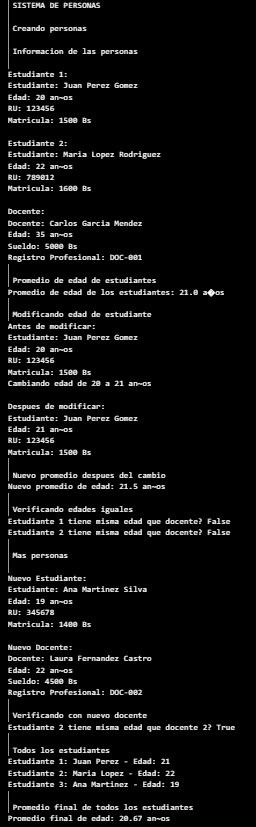 SISTEMA DE PERSONAS
Creando personas
Informacion de las personas
Estudiante 1:
Estudiante: Juan Perez Gomez
Edad: 20 an~os
RU: 123456
Matricula: 1500 Bs
Estudiante 2:
Estudiante: Maria Lopez Rodriguez
Edad: 22 an~os
RU: 789012
Matricula: 1600 Bs
Docente:
Docente: Carlos Garcia Mendez
Edad: 35 an~os
Sueldo: 5000 Bs
Registro Profesional: DOC-001
Promedio de edad de estudiantes
Promedio de edad de los estudiantes: 21.0 a�os
Modificando edad de estudiante
Antes de modificar:
Estudiante: Juan Perez Gomez
Edad: 20 an~os
RU: 123456
Matricula: 1500 Bs
Cambiando edad de 20 a 21 an~os
Despues de modificar:
Estudiante: Juan Perez Gomez
Edad: 21 an~os
RU: 123456
Matricula: 1500 Bs
Nuevo promedio despues del cambio
Nuevo promedio de edad: 21.5 an~os
Verificando edades iguales
Estudiante 1 tiene misma edad que docente? False
Estudiante 2 tiene misma edad que docente? False
Mas personas
Nuevo Estudiante:
Estudiante: Ana Martinez Silva
Edad: 19 an~os
RU: 345678
Matricula: 1400 Bs
Nuevo Docente:
Docente: Laura Fernandez Castro
Edad: 22 an~os
Sueldo: 4500 Bs
Registro Profesional: DOC-002
Verificando con nuevo docente
Estudiante 2 tiene misma edad que docente 2? True
Todos los estudiantes
Estudiante 1: Juan Perez - Edad: 21
Estudiante 2: Maria Lopez - Edad: 22
Estudiante 3: Ana Martinez - Edad: 19
Promedio final de todos los estudiantes
Promedio final de edad: 20.67 an~os